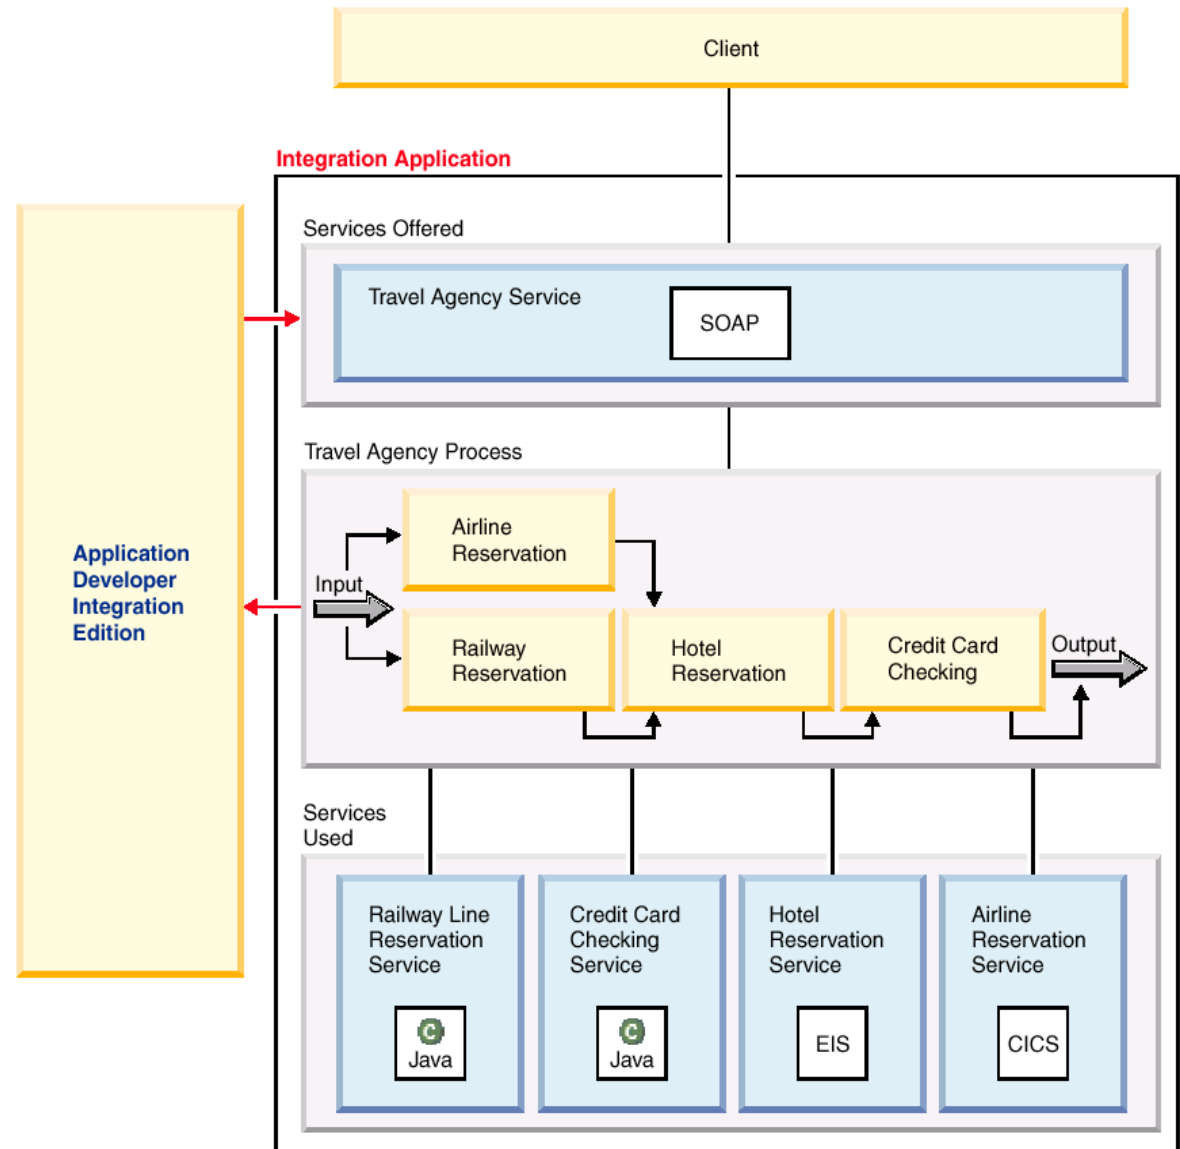 Client
Integration Application
Services Offered
Travel Agency Service
SOAP
Application
Developer
Integration
Edition
Travel Agency Process
Airline
Reservation
Input
Railway
Reservation
Hotel
Reservation
Credit Card
Checking
Output
Services
Used
Railway Line
Reservation
Service
C
Java
Credit Card
Checking
Service
C
Java
Hotel
Reservation
Service
EIS
Airline
Reservation
Service
CICS